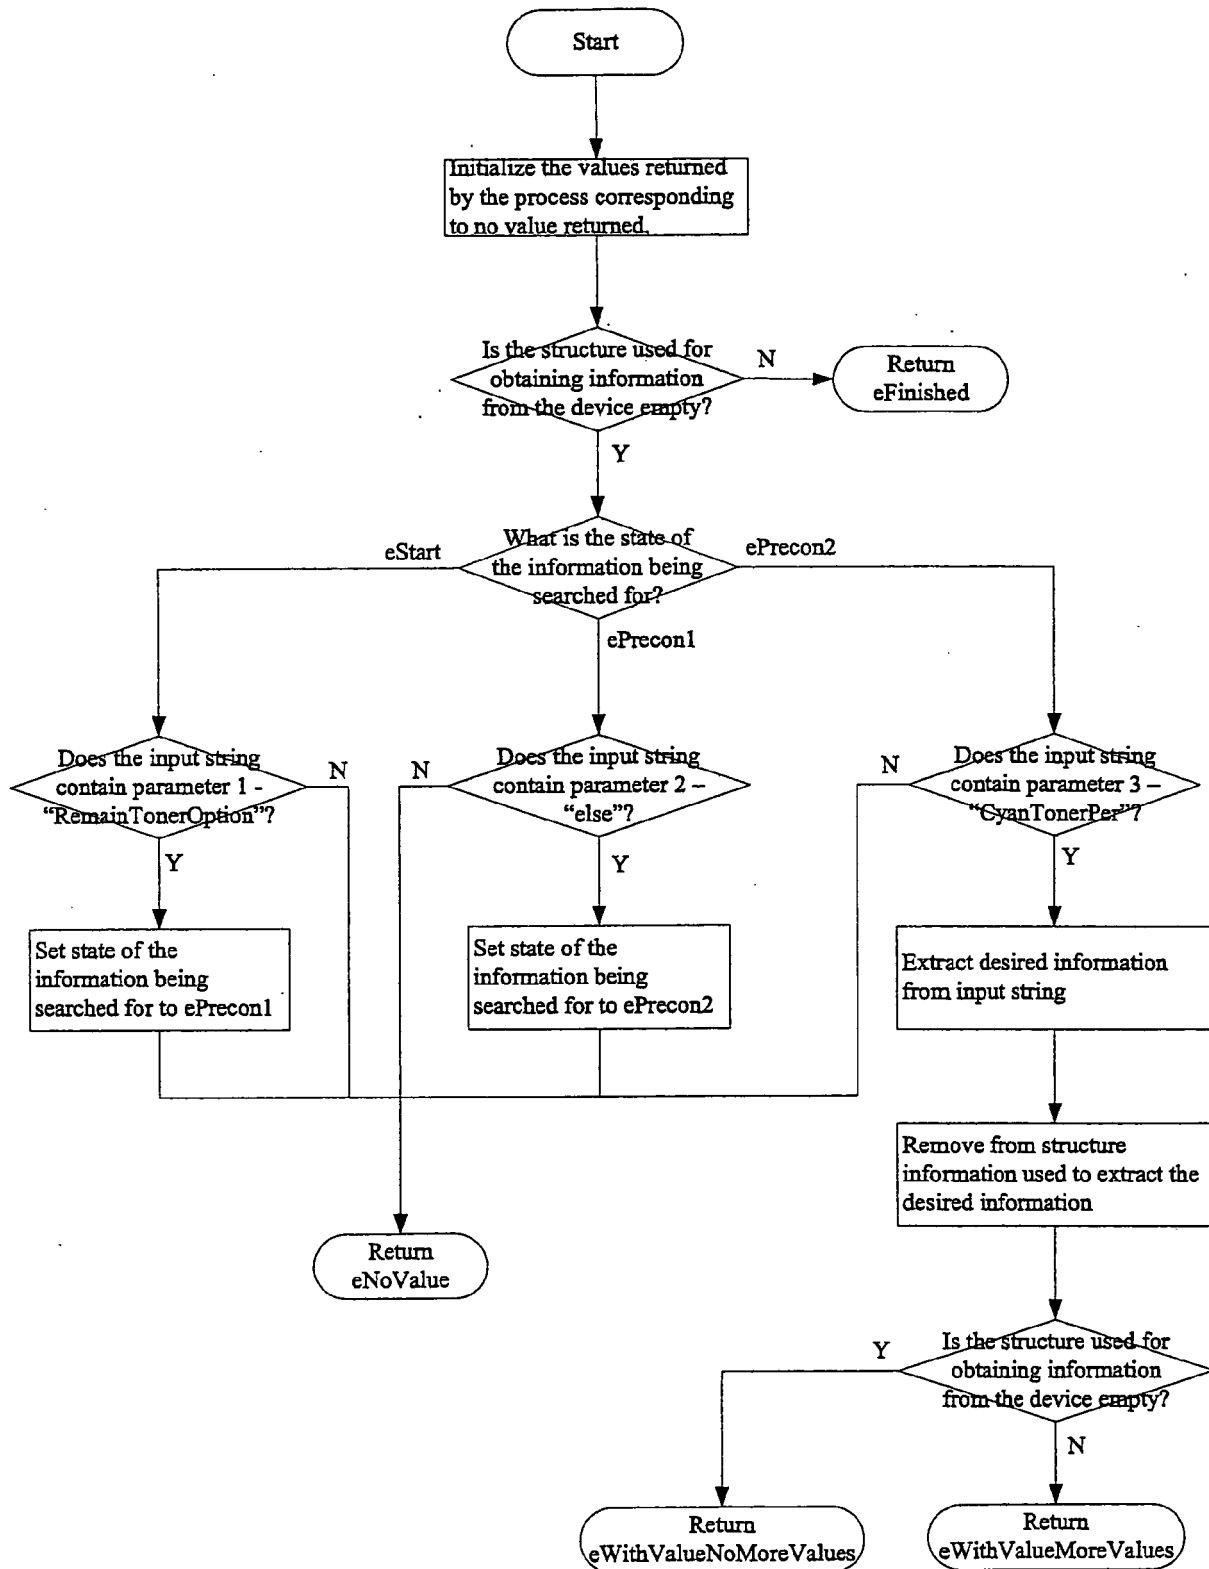 Start
Initialize the values returned
by the process corresponding
to no value returned.
Is the structure used for
obtaining information
from the device empty?
N
Return
eFinished
Y
What is the state of
the information being
searched for?
eStart
ePrecon2
ePrecon1
Does the input string
contain parameter 1 -
“RemainTonerOption”?
N
Y
Does the input string
contain parameter 2 –
“else”?
N
Y
Does the input string
contain parameter 3 –
“CyanTonerPer”?
N
Y
Set state of the
information being
searched for to ePrecon1
Set state of the
information being
searched for to ePrecon2
Extract desired information
from input string
Remove from structure
information used to extract the
desired information
Return
eNoValue
Is the structure used for
obtaining information
from the device empty?
Y
N
Return
eWithValueNoMoreValues
Return
eWithValueMoreValues